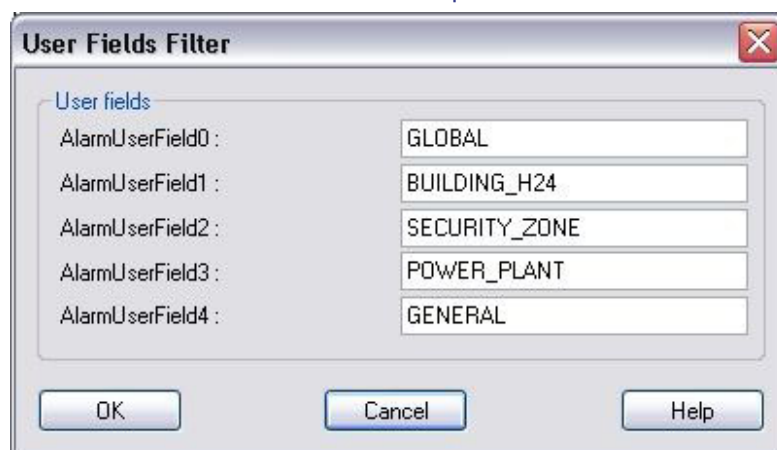 User Fields Filter
User fields
AlarmUserField0 : GLOBAL
AlarmUserField1 : BUILDING_H24
AlarmUserField2 : SECURITY_ZONE
AlarmUserField3 : POWER_PLANT
AlarmUserField4 : GENERAL
OK Cancel Help